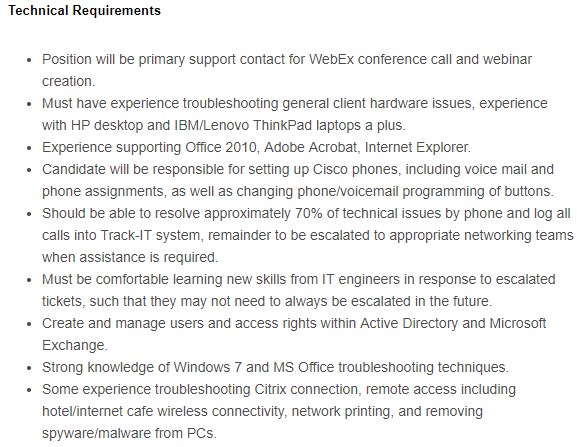 Technical Requirements
Position will be primary support contact for WebEx conference call and webinar
creation.
Must have experience troubleshooting general client hardware issues, experience
with HP desktop and IBM/Lenovo ThinkPad laptops a plus.
Experience supporting Office 2010, Adobe Acrobat, Internet Explorer.
Candidate will be responsible for setting up Cisco phones, including voice mail and
phone assignments, as well as changing phone/voicemail programming of buttons.
Should be able to resolve approximately 70% of technical issues by phone and log all
calls into Track-IT system, remainder to be escalated to appropriate networking teams
when assistance is required.
Must be comfortable learning new skills from IT engineers in response to escalated
tickets, such that they may not need to always be escalated in the future.
Create and manage users and access rights within Active Directory and Microsoft
Exchange.
Strong knowledge of Windows 7 and MS Office troubleshooting techniques.
Some experience troubleshooting Citrix connection, remote access including
hotel/internet cafe wireless connectivity, network printing, and removing
spyware/malware from PCs.